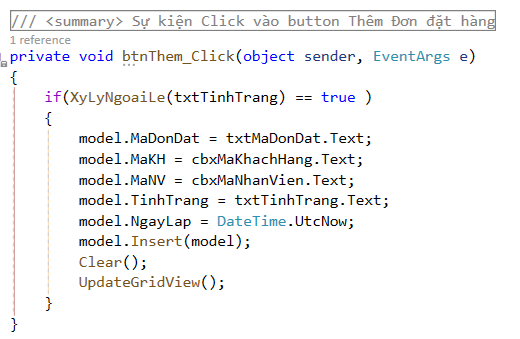 /// <summary> Sự kiện Click vào button Thêm Đơn đặt hàng
1 reference
private void btnThem_Click(object sender, EventArgs e)
{
if(XyLyNgoaiLe(txtTinhTrang) == true )
{
model.MaDonDat = txtMaDonDat.Text;
model.MaKH = cbxMaKhachHang.Text;
model.MaNV = cbxMaNhanVien.Text;
model.TinhTrang = txtTinhTrang.Text;
model.NgayLap = DateTime.UtcNow;
model.Insert(model);
Clear();
UpdateGridView();
}
}